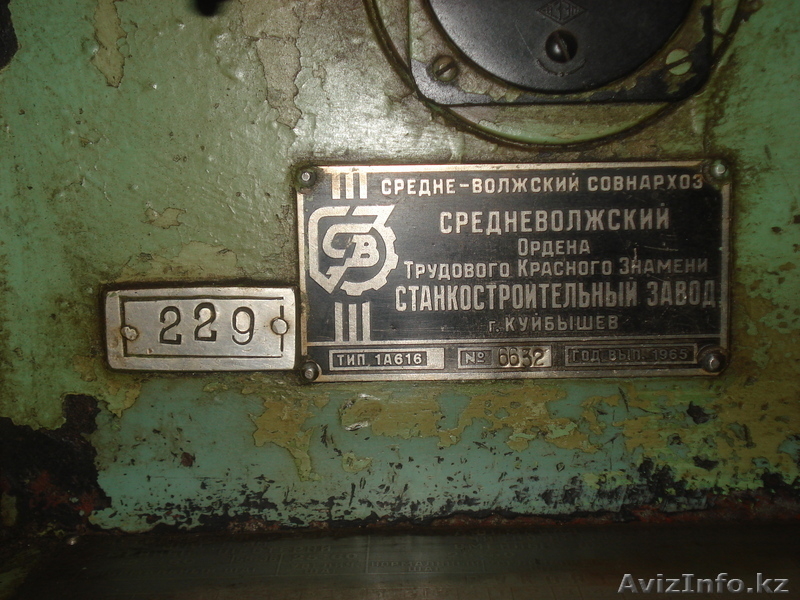 СРЕДНЕ-ВОЛЖСКИЙ СОВНАРХОЗ
СРЕДНЕВОЛЖСКИЙ
ОРДЕНА
ТРУДОВОГО КРАСНОГО ЗНАМЕНИ
СТАНКОСТРОИТЕЛЬНЫЙ ЗАВОД
Г. КУЙБЫШЕВ
ТИП. 1А616 № 6632 ГОД ВЫП. 1965
229
AvizInfo.kz